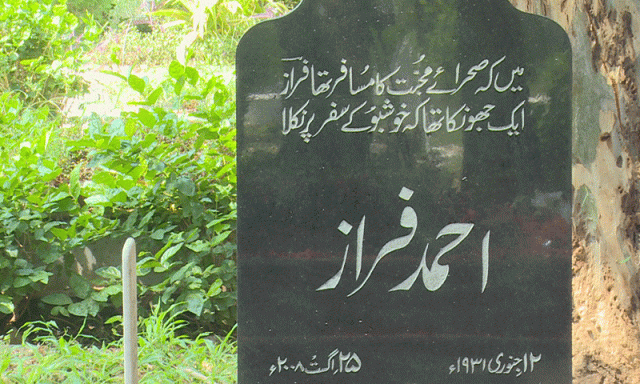 میں کہ صحرائے محبت کا مسافر تھا فراز
ایک جھونکا تھا کہ خوشبو کے سفر پر نکلا
احمد فراز
۱۲ جنوری ۱۹۳۱ء
۲۵ اگست ۲۰۰۸ء